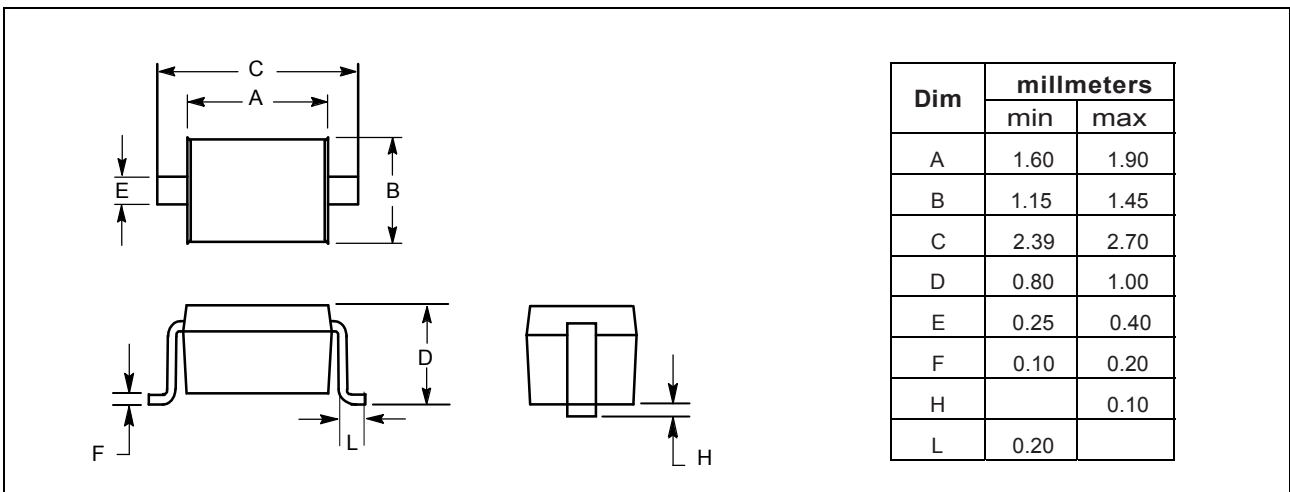 C
A
E
B
D
F
L
H
Dim millmeters
min max
A 1.60 1.90
B 1.15 1.45
C 2.39 2.70
D 0.80 1.00
E 0.25 0.40
F 0.10 0.20
H 0.10
L 0.20